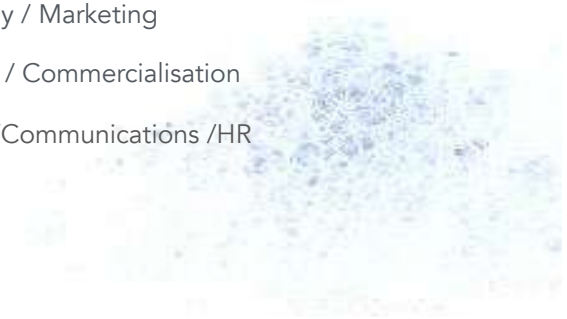 y / Marketing
/ Commercialisation
/Communications /HR